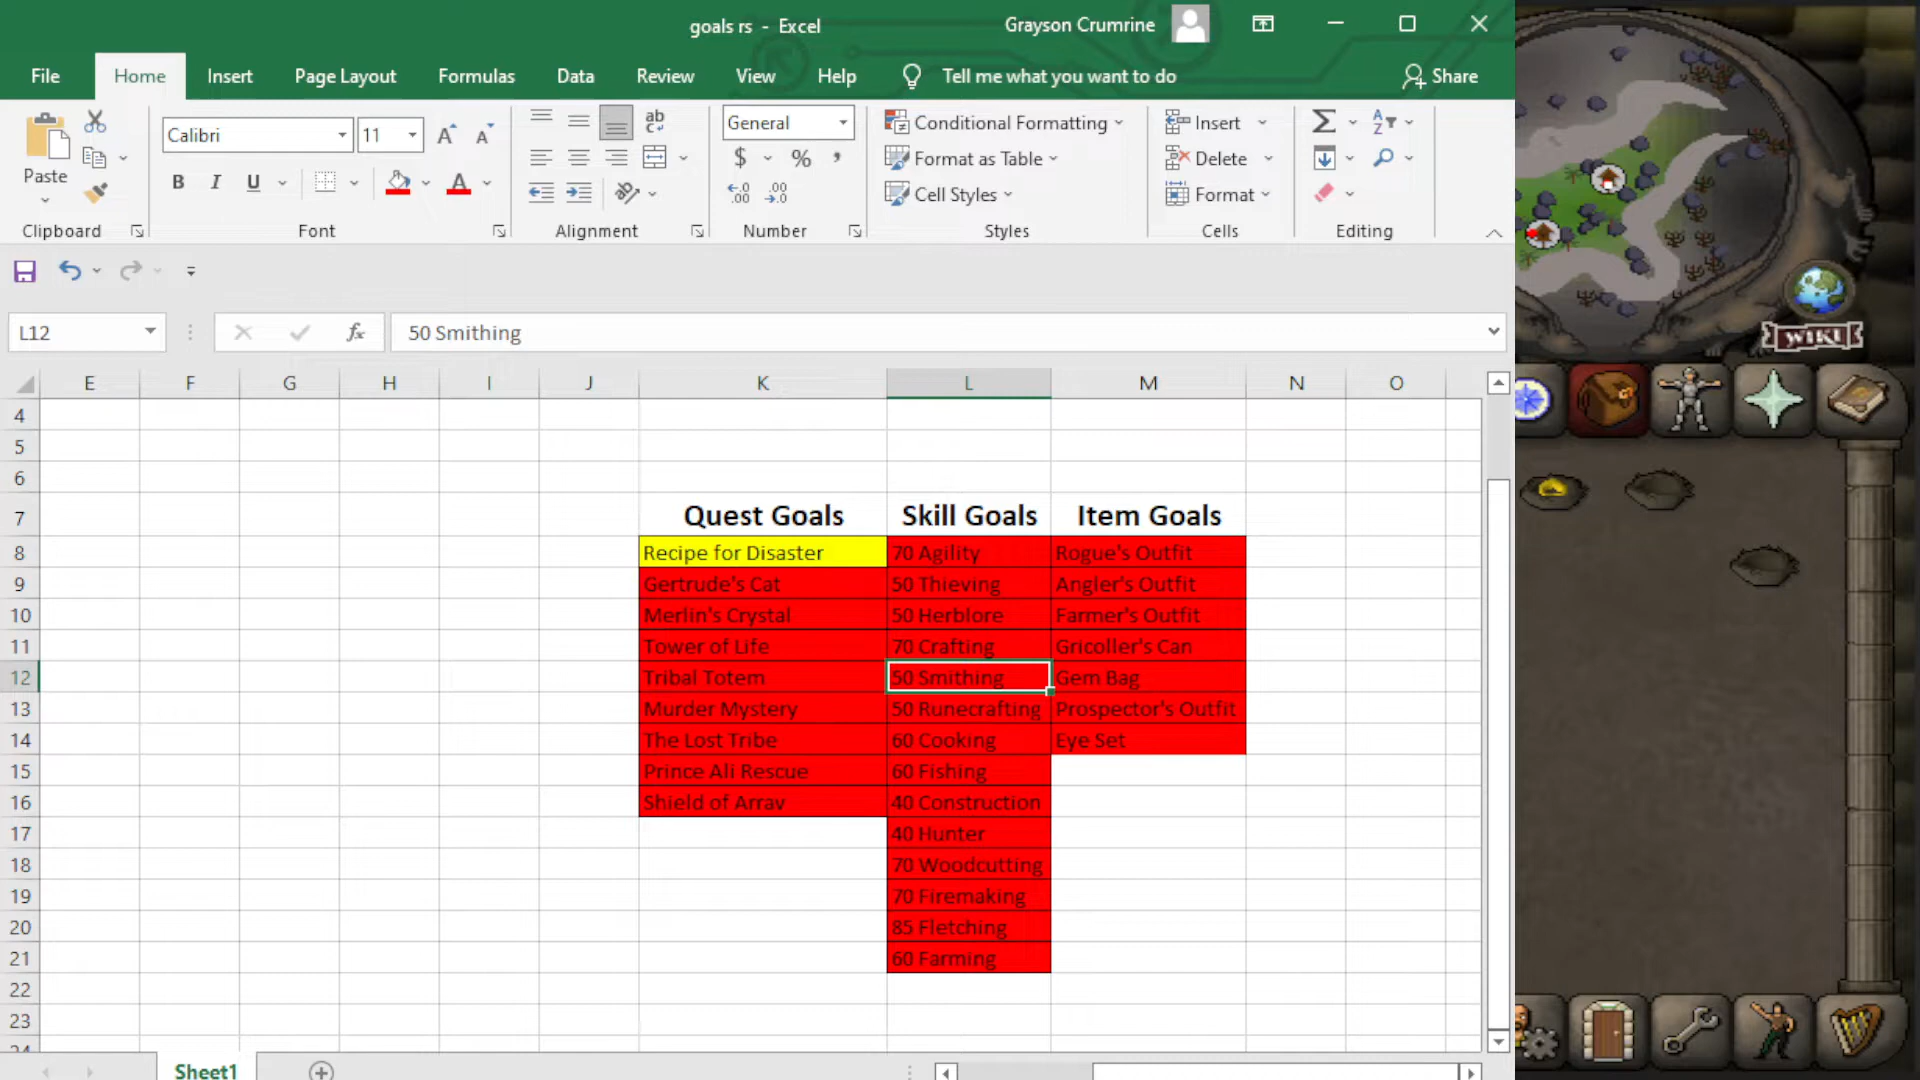 goals rs - Excel
Grayson Crumrine
File Home Insert Page Layout Formulas Data Review View Help Tell me what you want to do Share
Paste
Calibri 11
B I U
ab
General
$ % ,
Conditional Formatting
Format as Table
Cell Styles
Insert
Delete
Format
Clipboard Font Alignment Number Styles Cells Editing
L12
fx
50 Smithing
E F G H I J K L M N O
4
5
6
7 Quest Goals Skill Goals Item Goals
8 Recipe for Disaster 70 Agility Rogue's Outfit
9 Gertrude's Cat 50 Thieving Angler's Outfit
10 Merlin's Crystal 50 Herblore Farmer's Outfit
11 Tower of Life 70 Crafting Gricoller's Can
12 Tribal Totem 50 Smithing Gem Bag
13 Murder Mystery 50 Runecrafting Prospector's Outfit
14 The Lost Tribe 60 Cooking Eye Set
15 Prince Ali Rescue 60 Fishing
16 Shield of Arrav 40 Construction
17 40 Hunter
18 70 Woodcutting
19 70 Firemaking
20 85 Fletching
21 60 Farming
22
23
24
Sheet1
WIKI